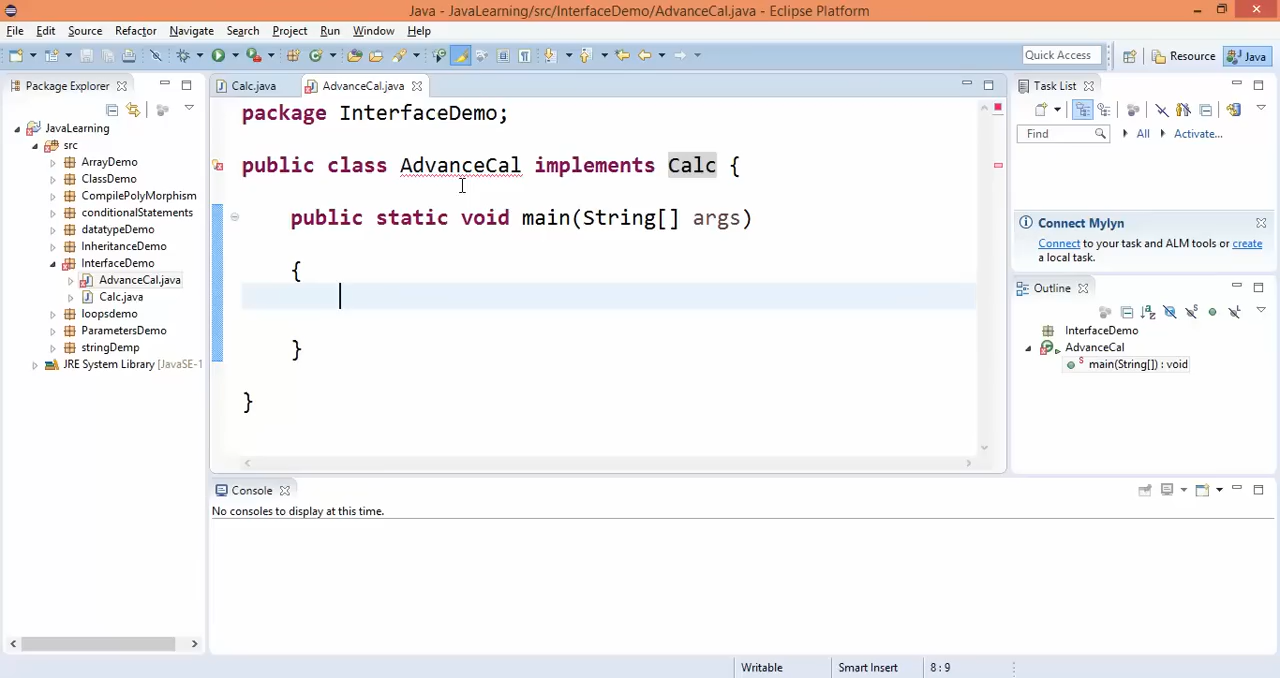 Java - JavaLearning/src/InterfaceDemo/AdvanceCal.java - Eclipse Platform
File Edit Source Refactor Navigate Search Project Run Window Help
Quick Access Resource Java
Package Explorer
JavaLearning
src
ArrayDemo
ClassDemo
CompilePolyMorphism
conditionalStatements
datatypeDemo
InheritanceDemo
InterfaceDemo
AdvanceCal.java
Calc.java
loopsdemo
ParametersDemo
stringDemp
JRE System Library [JavaSE-1
Calc.java AdvanceCal.java
package InterfaceDemo;
public class AdvanceCal implements Calc {
public static void main(String[] args)
{
}
}
Task List
Find All Activate...
Connect Mylyn
Connect to your task and ALM tools or create
a local task.
Outline
InterfaceDemo
AdvanceCal
main(String[]) : void
Console
No consoles to display at this time.
Writable Smart Insert 8 : 9